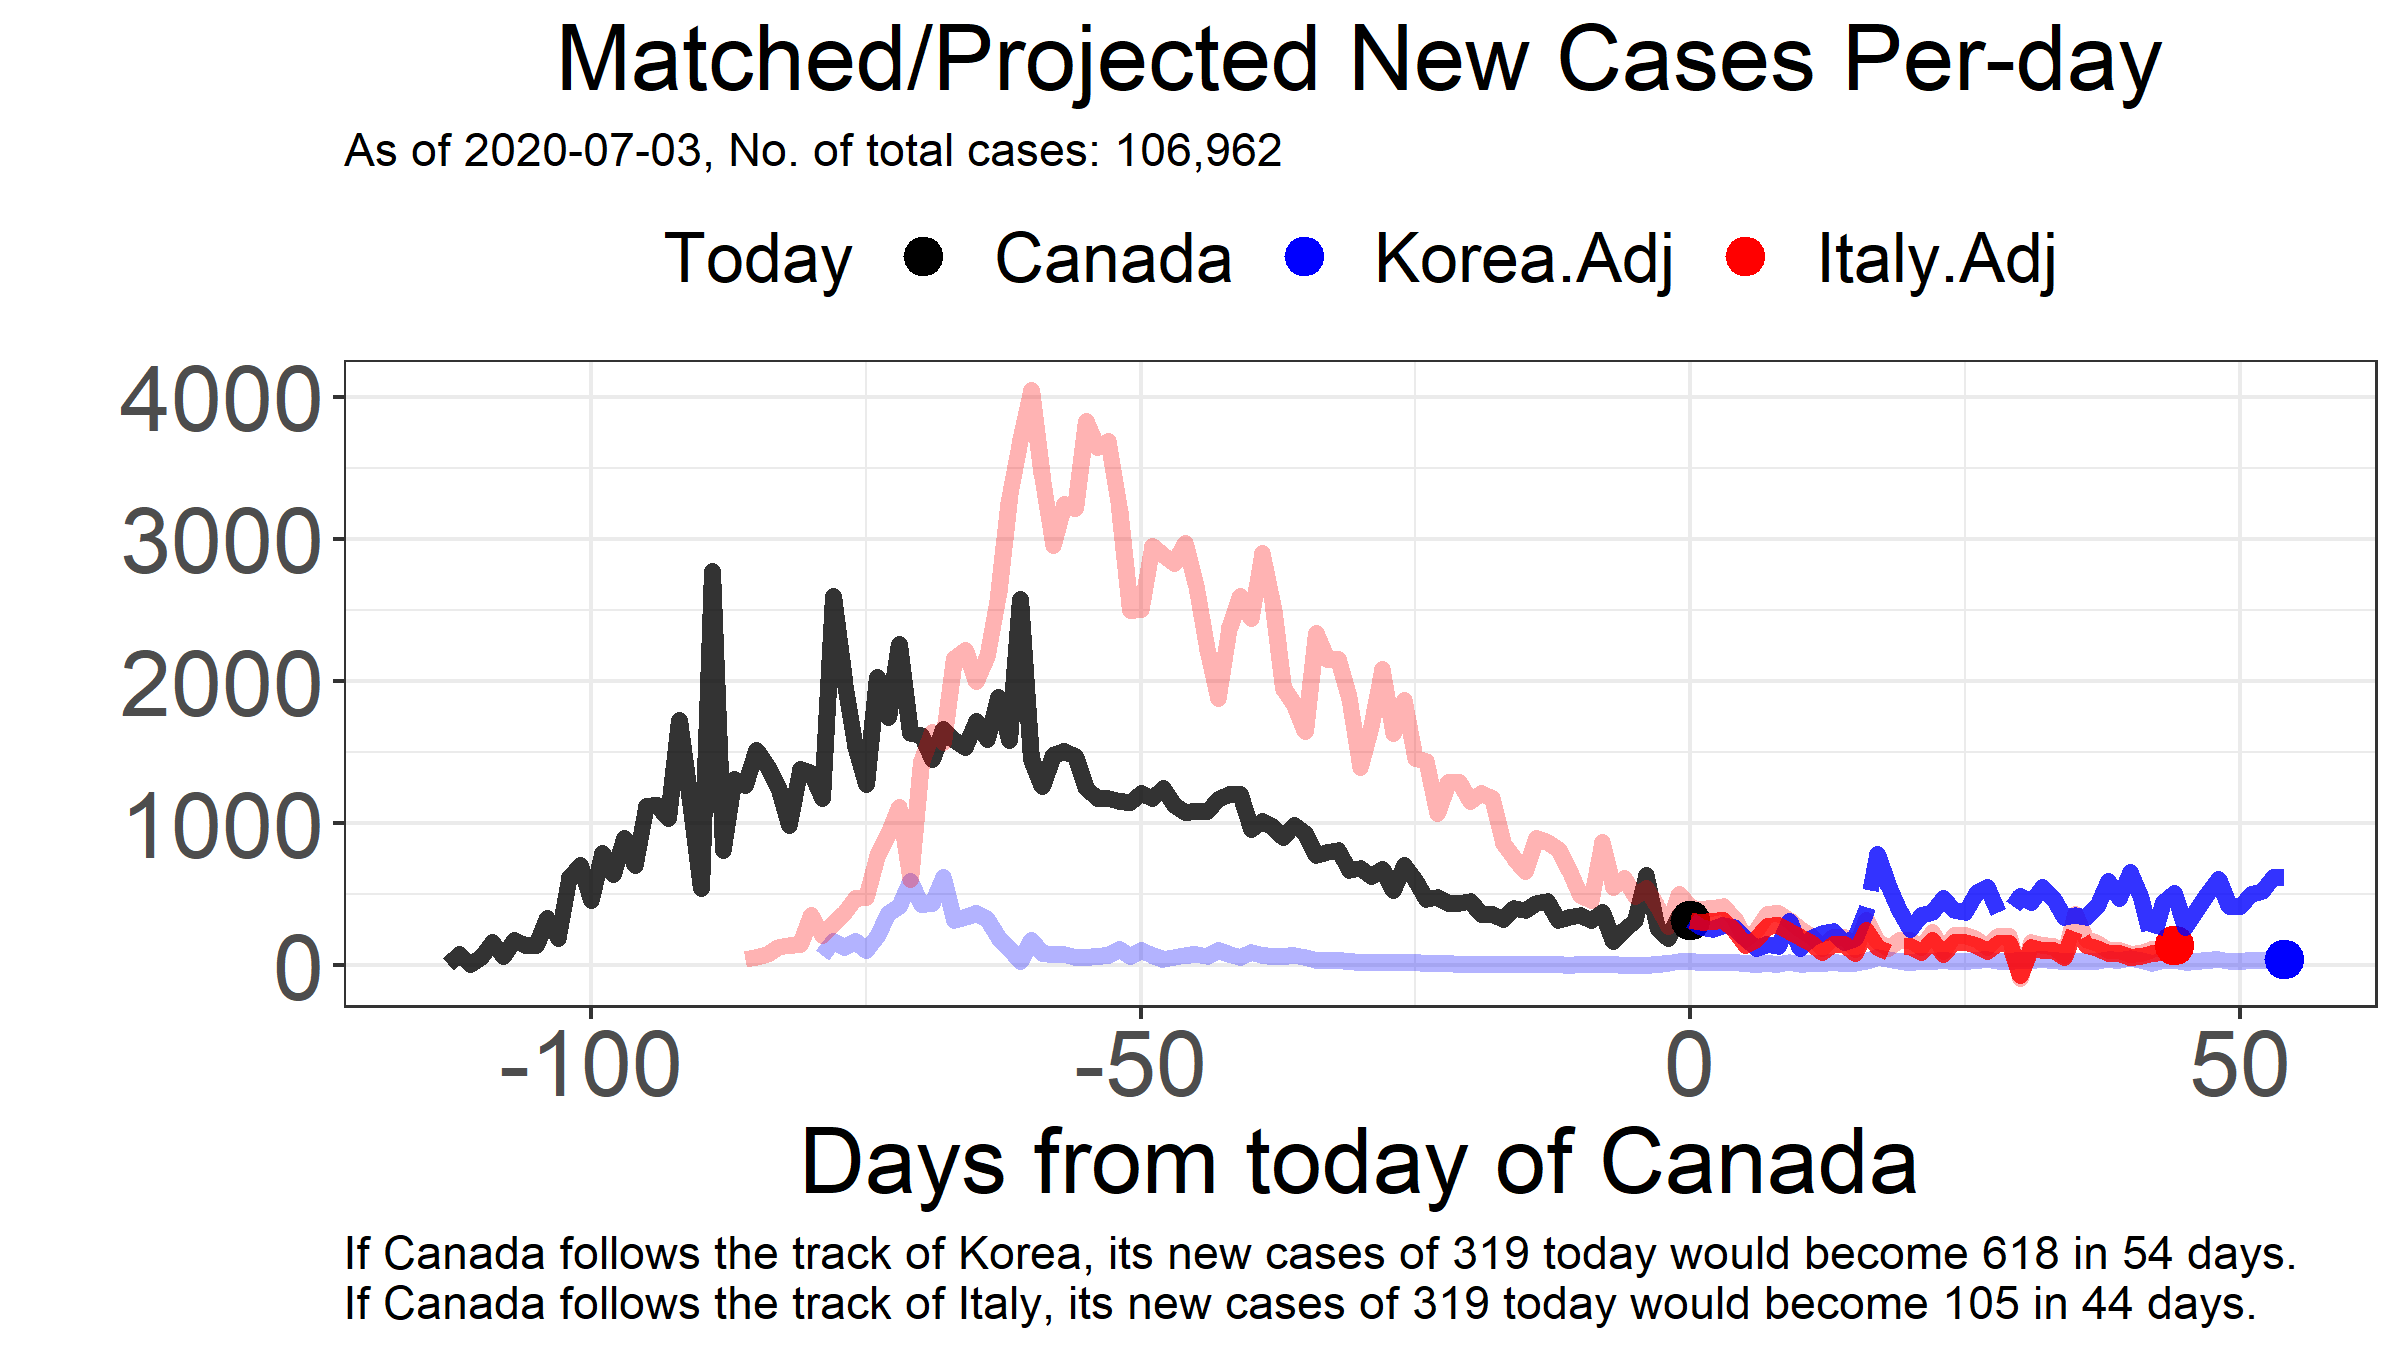 Matched/Projected New Cases Per-day
As of 2020-07-03, No. of total cases: 106,962
Today Canada Korea.Adj Italy.Adj
4000
3000
2000
1000
0
-100 -50 0 50
Days from today of Canada
If Canada follows the track of Korea, its new cases of 319 today would become 618 in 54 days.
If Canada follows the track of Italy, its new cases of 319 today would become 105 in 44 days.